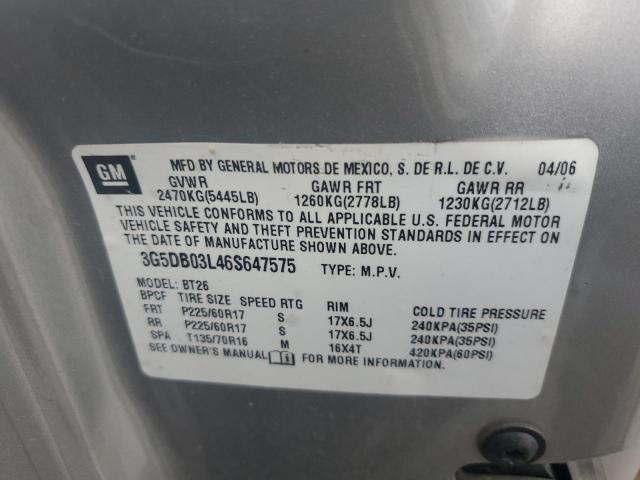 GM
MFD BY GENERAL MOTORS DE MEXICO, S. DE R.L. DE C.V. 04/06
GVWR GAWR FRT GAWR RR
2470KG(5445LB) 1260KG(2778LB) 1230KG(2712LB)
THIS VEHICLE CONFORMS TO ALL APPLICABLE U.S. FEDERAL MOTOR
VEHICLE SAFETY AND THEFT PREVENTION STANDARDS IN EFFECT ON
THE DATE OF MANUFACTURE SHOWN ABOVE.
3G5DB03L46S647575 TYPE: M.P.V.
MODEL: BT26
BPCF TIRE SIZE SPEED RTG RIM COLD TIRE PRESSURE
FRT P225/60R17 S 17X6.5J 240KPA(35PSI)
RR P225/60R17 S 17X6.5J 240KPA(35PSI)
SPA T135/70R16 M 16X4T 420KPA(60PSI)
SEE OWNER'S MANUAL FOR MORE INFORMATION.